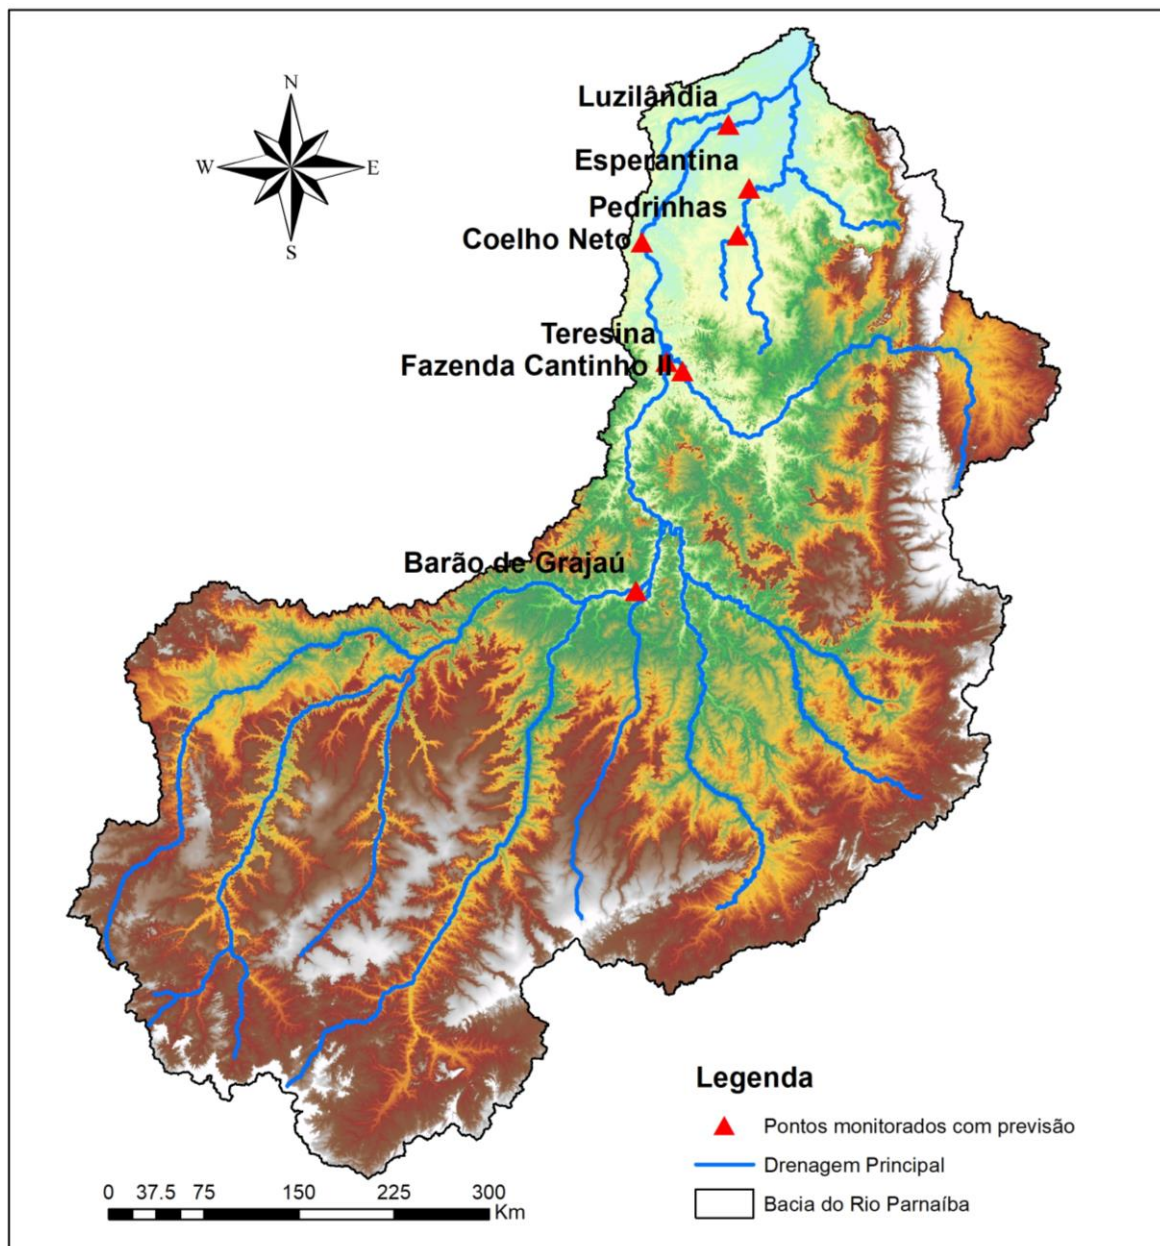 N
W
E
S
Luzilândia
Esperantina
Pedrinhas
Coelho Neto
Teresina
Fazenda Cantinho II
Barão de Grajaú
Legenda
Pontos monitorados com previsão
Drenagem Principal
Bacia do Rio Parnaíba
0 37.5 75 150 225 300
Km